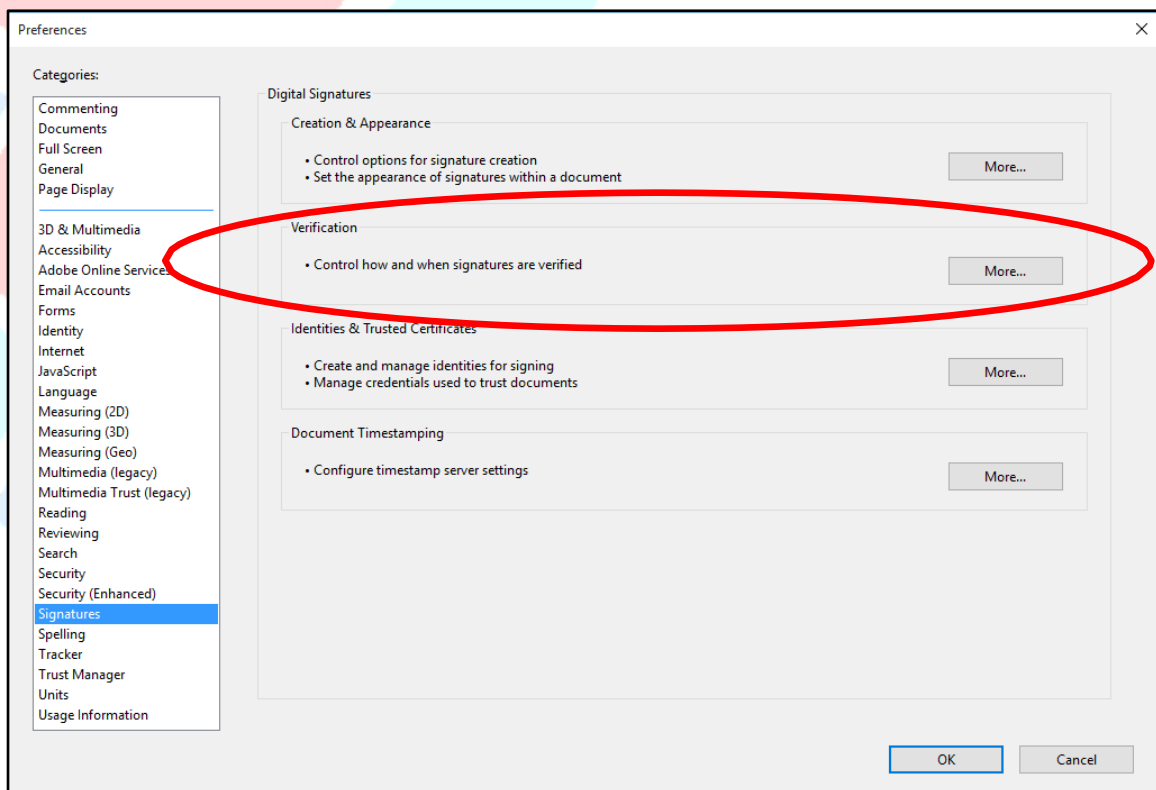 Preferences
Categories:
Commenting
Documents
Full Screen
General
Page Display
3D & Multimedia
Accessibility
Adobe Online Services
Email Accounts
Forms
Identity
Internet
JavaScript
Language
Measuring (2D)
Measuring (3D)
Measuring (Geo)
Multimedia (legacy)
Multimedia Trust (legacy)
Reading
Reviewing
Search
Security
Security (Enhanced)
Signatures
Spelling
Tracker
Trust Manager
Units
Usage Information
Digital Signatures
Creation & Appearance
• Control options for signature creation
• Set the appearance of signatures within a document
More...
Verification
• Control how and when signatures are verified
More...
Identities & Trusted Certificates
• Create and manage identities for signing
• Manage credentials used to trust documents
More...
Document Timestamping
• Configure timestamp server settings
More...
OK
Cancel